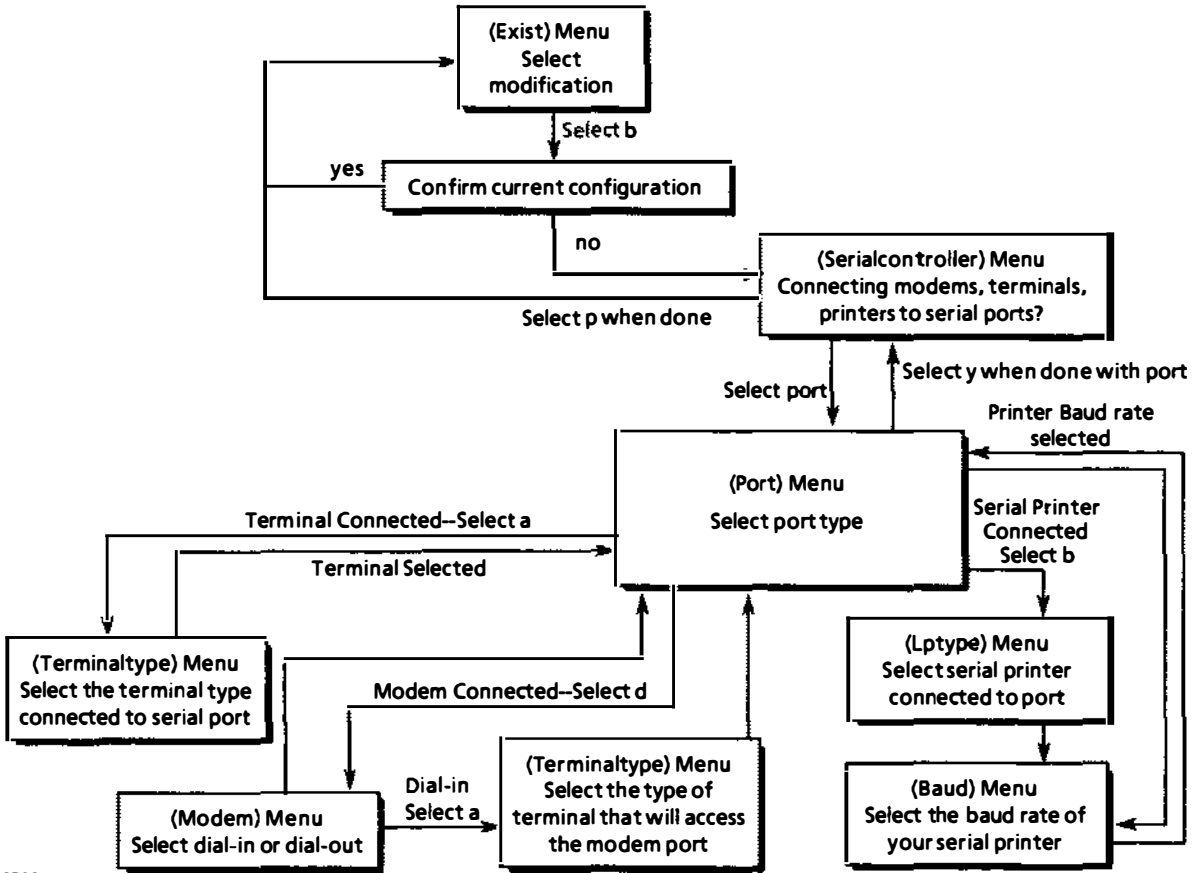 (Exist) Menu
Select
modification
Select b
yes
Confirm current configuration
no
(Serialcontroller) Menu
Connecting modems, terminals,
printers to serial ports?
Select p when done
Select y when done with port
Select port
Printer Baud rate
selected
(Port) Menu
Select port type
Serial Printer
Connected
Select b
Terminal Connected--Select a
Terminal Selected
(Terminaltype) Menu
Select the terminal type
connected to serial port
Modem Connected--Select d
(Lptype) Menu
Select serial printer
connected to port
(Terminaltype) Menu
Select the type of
terminal that will access
the modem port
Dial-in
Select a
(Modem) Menu
Select dial-in or dial-out
(Baud) Menu
Select the baud rate of
your serial printer